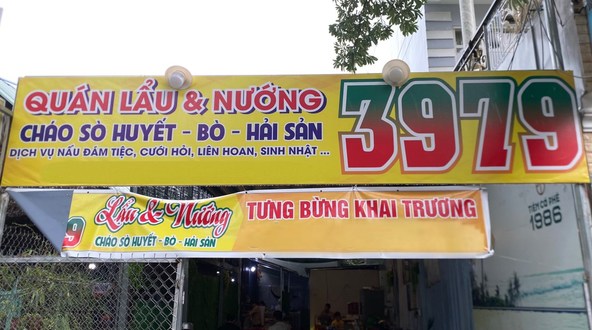 QUÁN LẨU & NƯỚNG
CHÁO SÒ HUYẾT - BÒ - HẢI SẢN
DỊCH VỤ NẤU ĐÁM TIỆC, CƯỚI HỎI, LIÊN HOAN, SINH NHẬT ...
3979
9
Lẩu & Nướng
CHÁO SÒ HUYẾT - BÒ - HẢI SẢN
TƯNG BỪNG KHAI TRƯƠNG
TIỆM CÀ PHÊ
1986